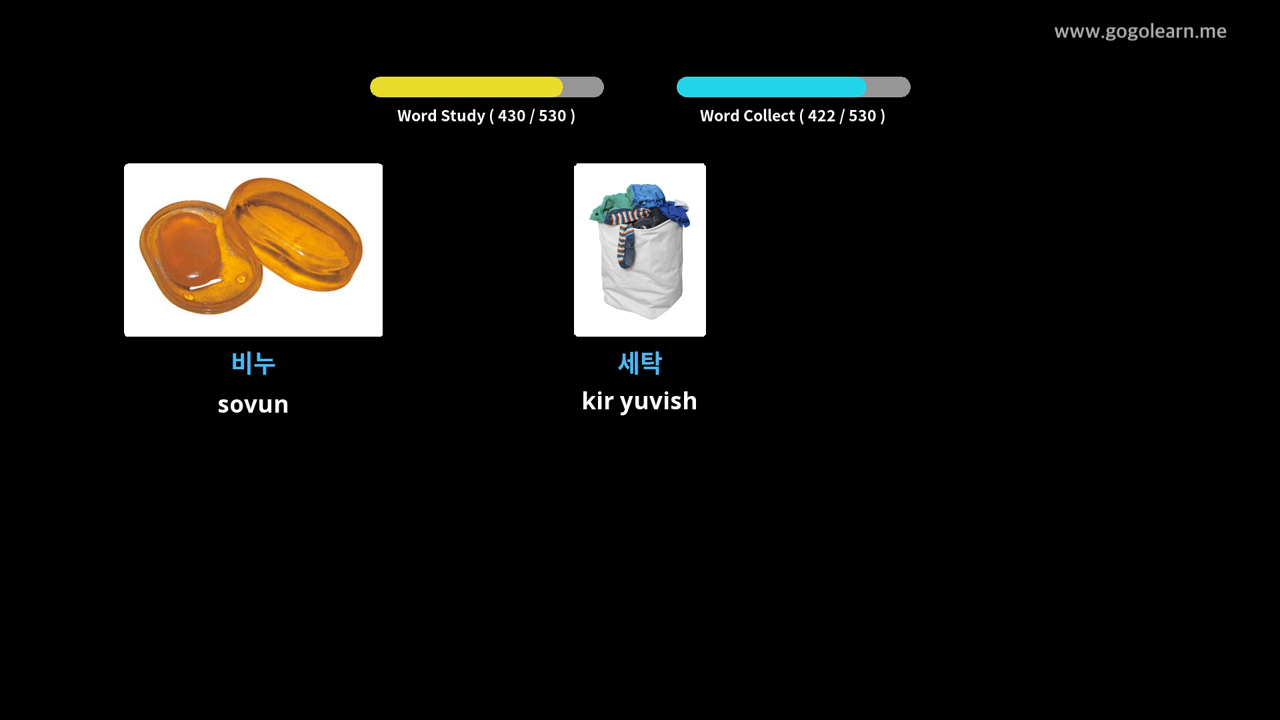 www.gogolearn.me
Word Study ( 430 / 530 )
Word Collect ( 422 / 530 )
비누
sovun
세탁
kir yuvish